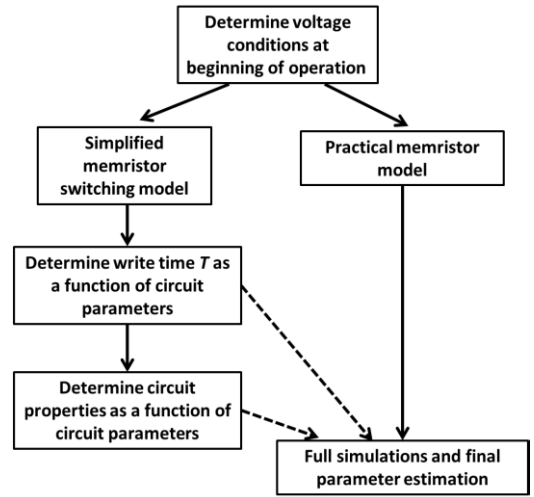 Determine voltage
conditions at
beginning of operation
Simplified
memristor
switching model
Practical memristor
model
Determine write time T as
a function of circuit
parameters
Determine circuit
properties as a function of
circuit parameters
Full simulations and final
parameter estimation